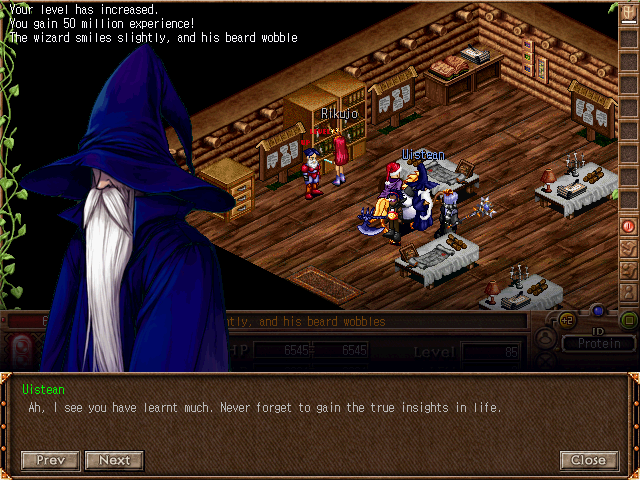 Your level has increased.
You gain 50 million experience!
The wizard smiles slightly, and his beard wobble
Rikujo
Uistean
ghtly, and his beard wobbles
HP 6545 6545 Level 85
+2
ID
Protein
Uistean
Ah, I see you have learnt much. Never forget to gain the true insights in life.
Prev Next Close